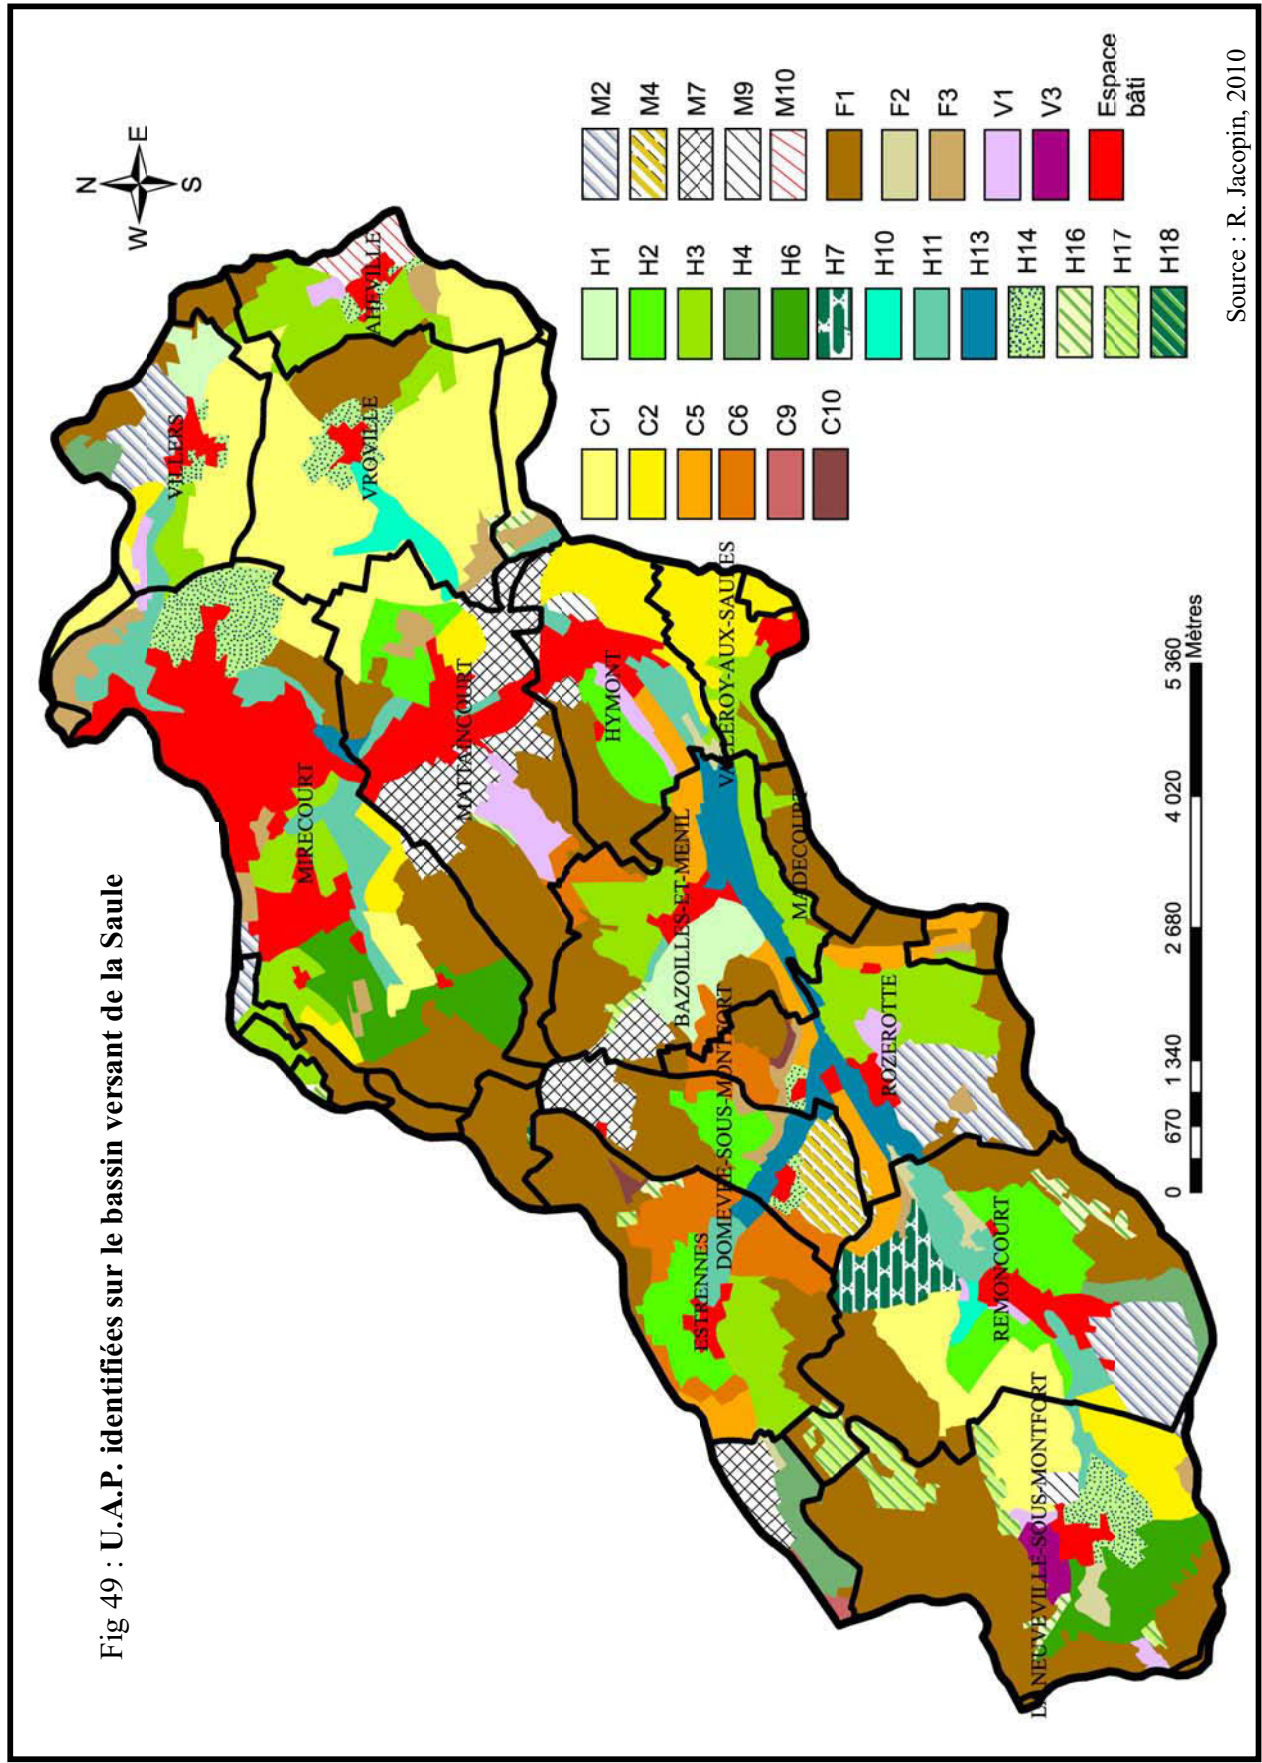 Fig 49 : U.A.P. identifiées sur le bassin versant de la Saule
N
W
E
S
VILLERS
AHEVILLE
VROVILLE
MIRECOURT
MATTAINCOURT
HYMONT
VALLEROY-AUX-SAULES
BAZOILLES-ET-MENIL
MADECOURT
DOMEVRE-SOUS-MONTFORT
ROZEROTTE
ESTRENNES
REMONCOURT
LA NEUVEVILLE-SOUS-MONTFORT
C1
C2
C5
C6
C9
C10
H1
H2
H3
H4
H6
H7
H10
H11
H13
H14
H16
H17
H18
M2
M4
M7
M9
M10
F1
F2
F3
V1
V3
Espace
bâti
0 670 1 340 2 680 4 020 5 360
Mètres
Source : R. Jacopin, 2010